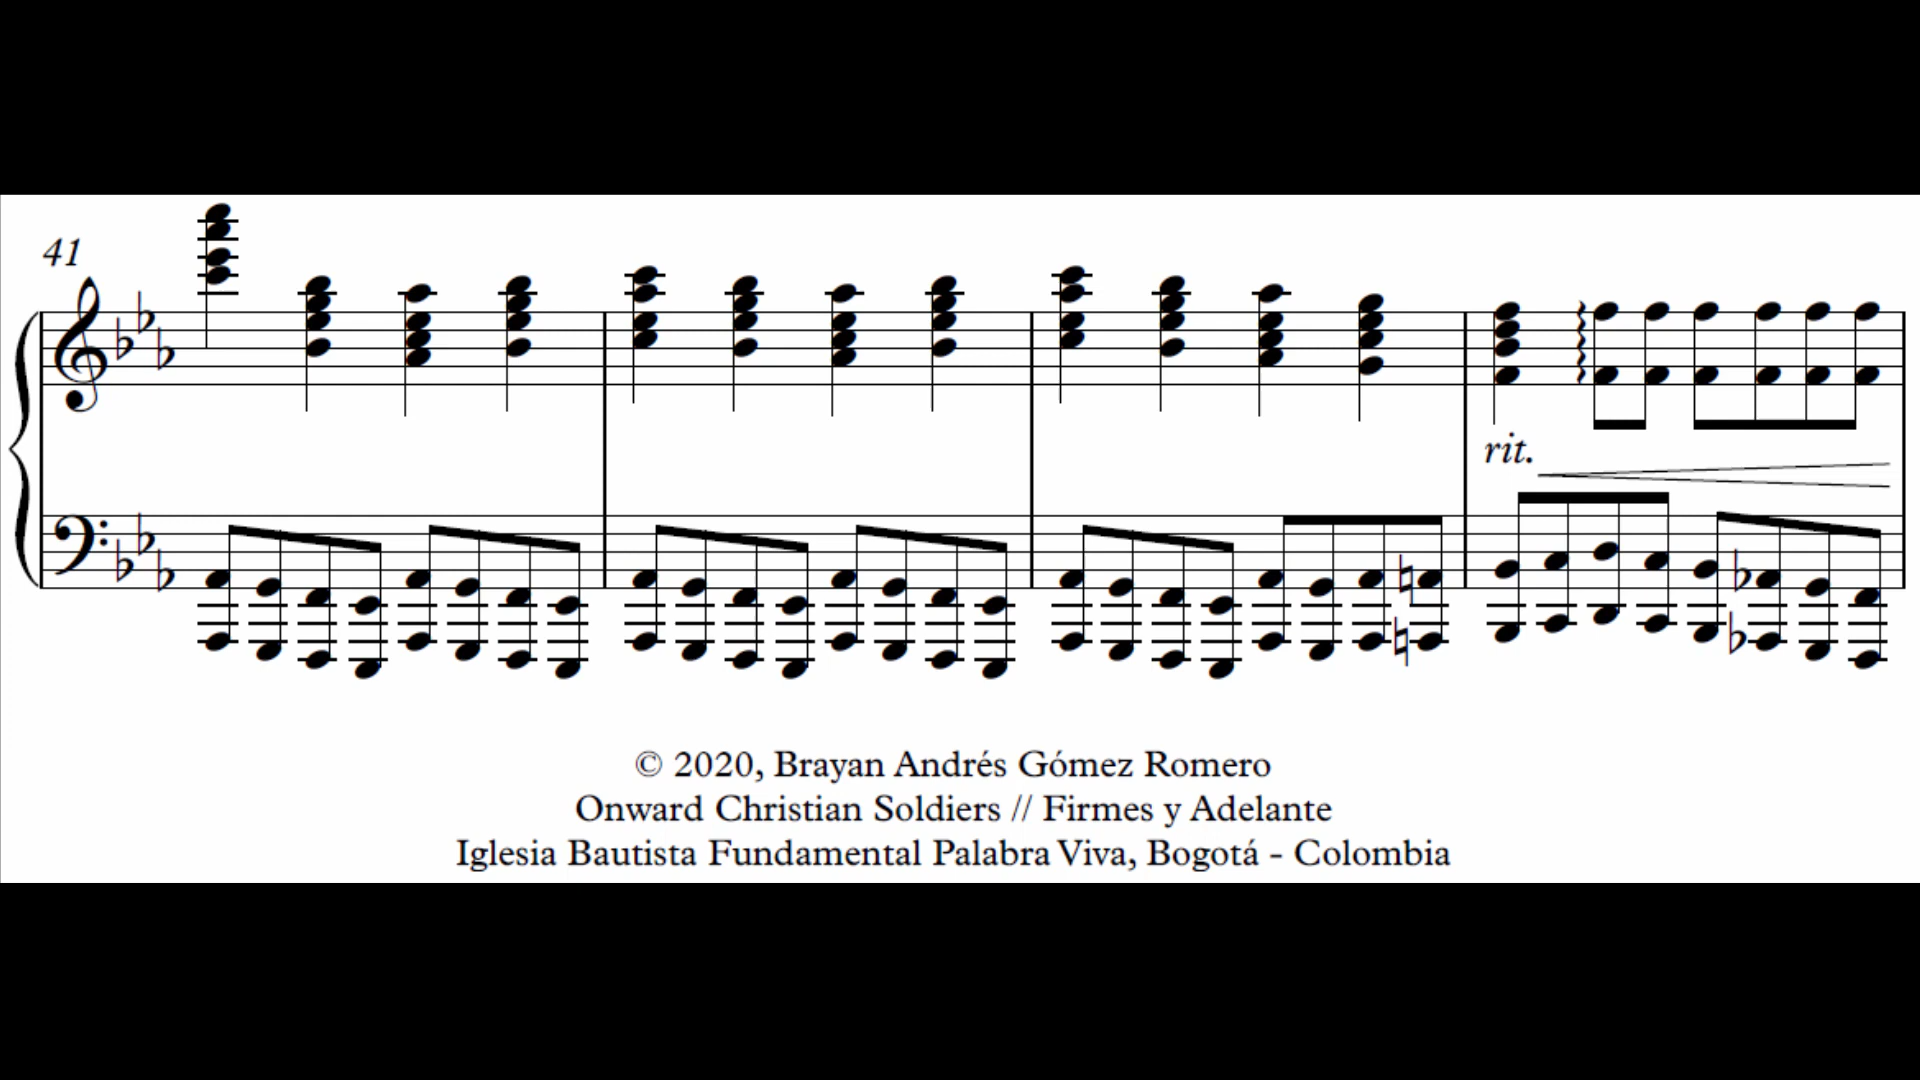 41
rit.
© 2020, Brayan Andrés Gómez Romero
Onward Christian Soldiers // Firmes y Adelante
Iglesia Bautista Fundamental Palabra Viva, Bogotá - Colombia